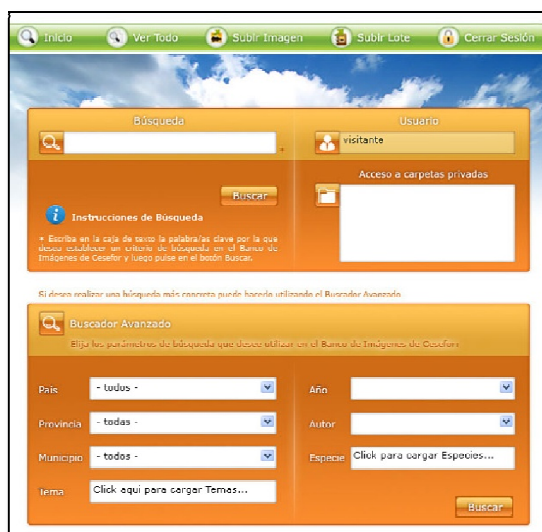 Inicio
Ver Todo
Subir Imagen
Subir Lote
Cerrar Sesión
Búsqueda
Usuario
visitante
Acceso a carpetas privadas
Buscar
Instrucciones de Búsqueda
* Escriba en la caja de texto la palabra/as clave por la que
desea establecer un criterio de búsqueda en el Banco de
Imágenes de Cesefor y luego pulse en el botón Buscar.
Si desea realizar una búsqueda más concreta puede hacerlo utilizando el Buscador Avanzado
Buscador Avanzado
Elija los parámetros de búsqueda que desee utilizar en el Banco de Imágenes de Cesefor
País
- todos -
Año
Provincia
- todas -
Autor
Municipio
- todos -
Especie
Click para cargar Especies...
Tema
Click aqui para cargar Temas...
Buscar